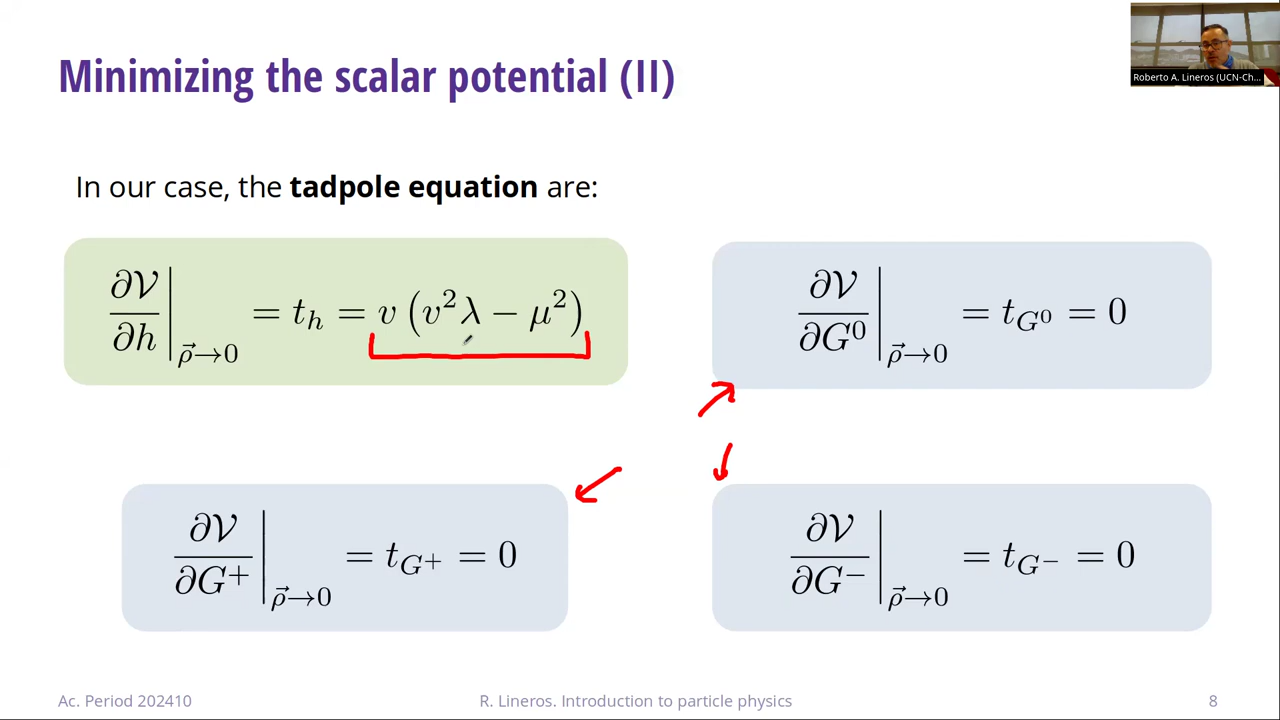 Minimizing the scalar potential (II)
Roberto A. Lineros (UCN-Ch...
In our case, the tadpole equation are:
∂𝒱/∂h |_{ρ⃗→0} = t_h = v (v²λ − μ²)
∂𝒱/∂G⁰ |_{ρ⃗→0} = t_{G⁰} = 0
∂𝒱/∂G⁺ |_{ρ⃗→0} = t_{G⁺} = 0
∂𝒱/∂G⁻ |_{ρ⃗→0} = t_{G⁻} = 0
Ac. Period 202410
R. Lineros. Introduction to particle physics
8